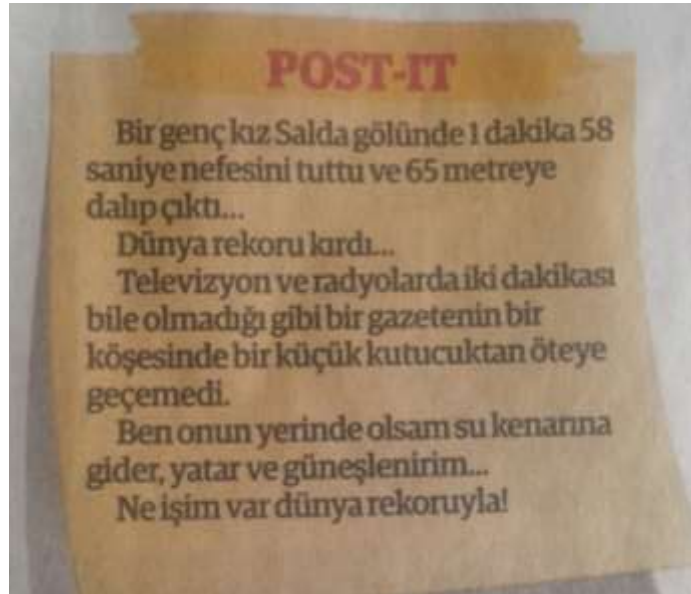 POST-IT
Bir genç kız Salda gölünde 1 dakika 58
saniye nefesini tuttu ve 65 metreye
dalıp çıktı...
Dünya rekoru kırdı...
Televizyon ve radyolarda iki dakikası
bile olmadığı gibi bir gazetenin bir
köşesinde bir küçük kutucuktan öteye
geçemedi.
Ben onun yerinde olsam su kenarına
gider, yatar ve güneşlenirim...
Ne işim var dünya rekoruyla!